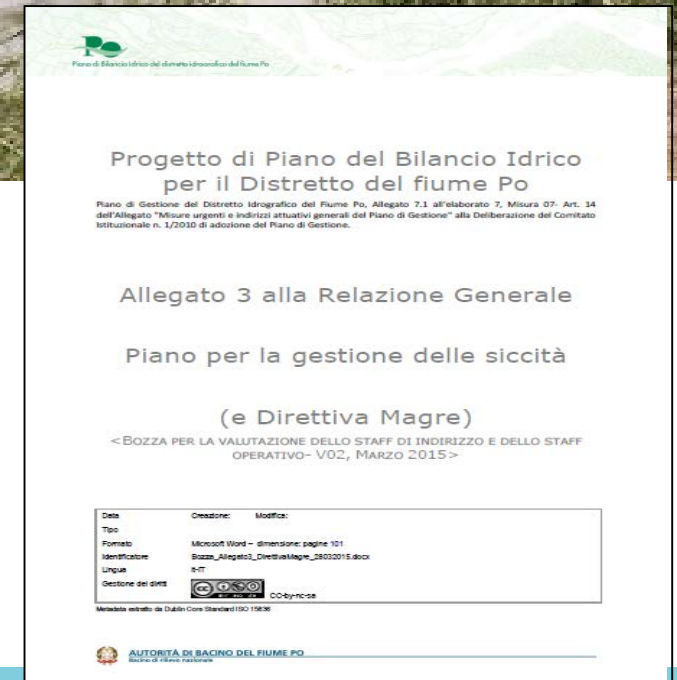 Po
Piano di Bilancio Idrico del distretto idrografico del fiume Po
Progetto di Piano del Bilancio Idrico
per il Distretto del fiume Po
Piano di Gestione del Distretto Idrografico del Fiume Po, Allegato 7.1 all'elaborato 7, Misura 07- Art. 14
dell'Allegato "Misure urgenti e indirizzi attuativi generali del Piano di Gestione" alla Deliberazione del Comitato
Istituzionale n. 1/2010 di adozione del Piano di Gestione.
Allegato 3 alla Relazione Generale
Piano per la gestione delle siccità
(e Direttiva Magre)
<BOZZA PER LA VALUTAZIONE DELLO STAFF DI INDIRIZZO E DELLO STAFF
OPERATIVO- V02, MARZO 2015>
Data Creazione: Modifica:
Tipo
Formato Microsoft Word – dimensione: pagine 101
Identificatore Bozza_Allegato3_DirettivaMagre_28032015.docx
Lingua it-IT
Gestione dei diritti CC-by-nc-sa
Metadata estratto da Dublin Core Standard ISO 15836
AUTORITÀ DI BACINO DEL FIUME PO
Bacino di rilievo nazionale